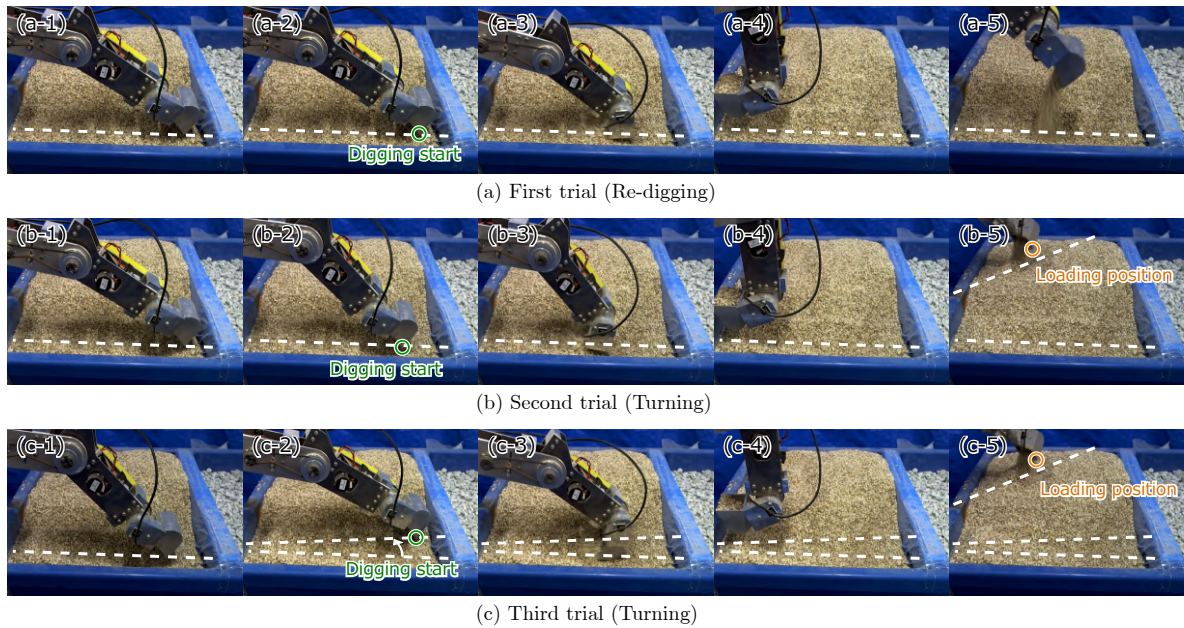 (a-1) (a-2) (a-3) (a-4) (a-5)
Digging start
(a) First trial (Re-digging)
(b-1) (b-2) (b-3) (b-4) (b-5)
Loading position
Digging start
(b) Second trial (Turning)
(c-1) (c-2) (c-3) (c-4) (c-5)
Loading position
Digging start
(c) Third trial (Turning)